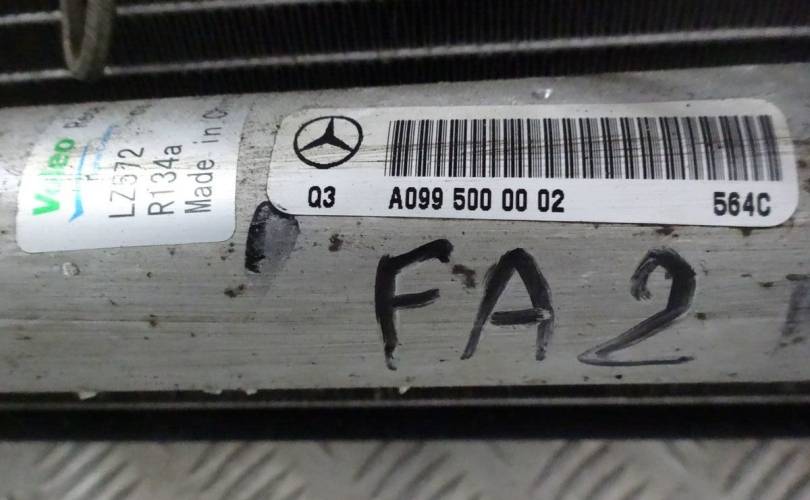 Valeo
LZ572
R134a
Made in
Q3 A099 500 00 02 564C
FA2